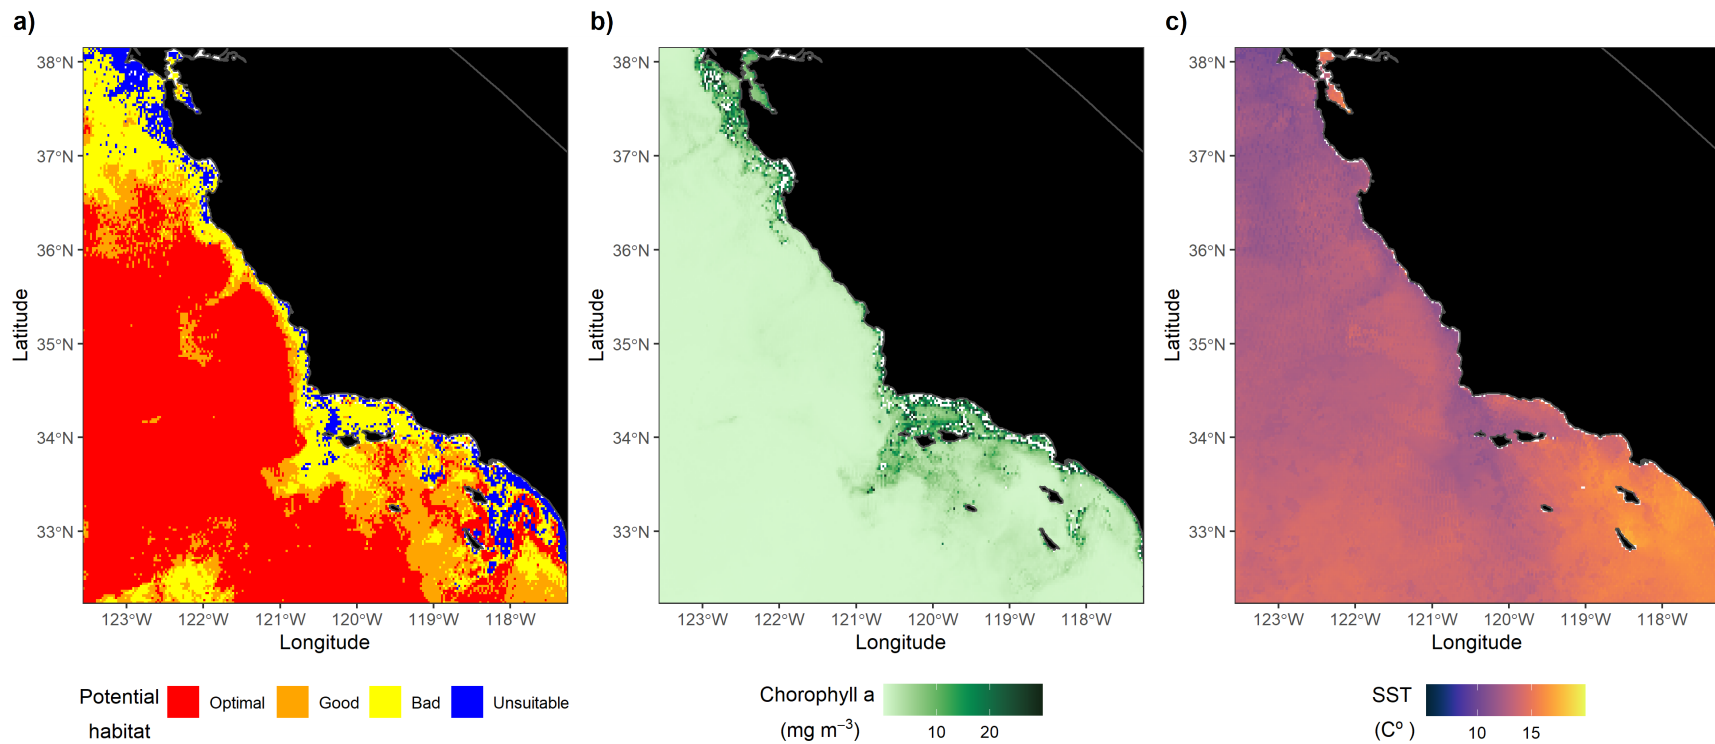 a)
b)
c)
38°N
37°N
36°N
35°N
34°N
33°N
Latitude
123°W 122°W 121°W 120°W 119°W 118°W
Longitude
38°N
37°N
36°N
35°N
34°N
33°N
Latitude
123°W 122°W 121°W 120°W 119°W 118°W
Longitude
38°N
37°N
36°N
35°N
34°N
33°N
Latitude
123°W 122°W 121°W 120°W 119°W 118°W
Longitude
Potential
habitat
Optimal Good Bad Unsuitable
Chorophyll a
(mg m⁻³)
10 20
SST
(Cº )
10 15